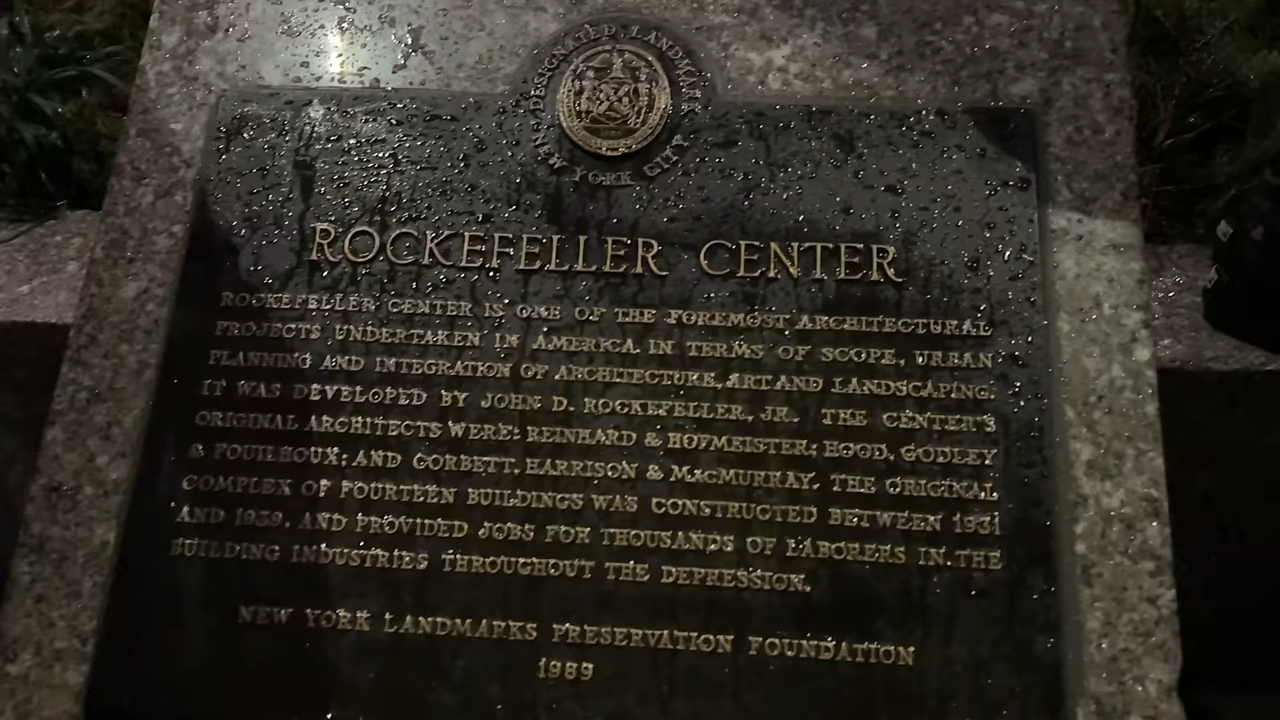 DESIGNATED LANDMARK
NEW YORK CITY
ROCKEFELLER CENTER
ROCKEFELLER CENTER IS ONE OF THE FOREMOST ARCHITECTURAL
PROJECTS UNDERTAKEN IN AMERICA IN TERMS OF SCOPE, URBAN
PLANNING AND INTEGRATION OF ARCHITECTURE, ART AND LANDSCAPING.
IT WAS DEVELOPED BY JOHN D. ROCKEFELLER, JR. THE CENTER'S
ORIGINAL ARCHITECTS WERE: REINHARD & HOFMEISTER; HOOD, GODLEY
& FOUILHOUX; AND CORBETT, HARRISON & MACMURRAY. THE ORIGINAL
COMPLEX OF FOURTEEN BUILDINGS WAS CONSTRUCTED BETWEEN 1931
AND 1939, AND PROVIDED JOBS FOR THOUSANDS OF LABORERS IN THE
BUILDING INDUSTRIES THROUGHOUT THE DEPRESSION.
NEW YORK LANDMARKS PRESERVATION FOUNDATION
1989